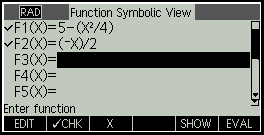 RAD Function Symbolic View
✓F1(X)=5-(X²/4)
✓F2(X)=(⁻X)/2
F3(X)=
F4(X)=
F5(X)=
Enter function
EDIT ✓CHK X SHOW EVAL